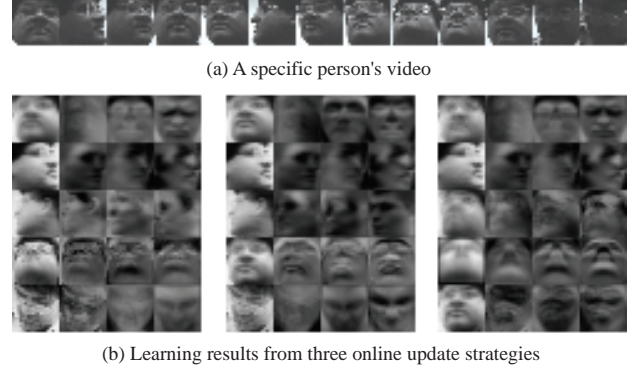 (a) A specific person's video
(b) Learning results from three online update strategies